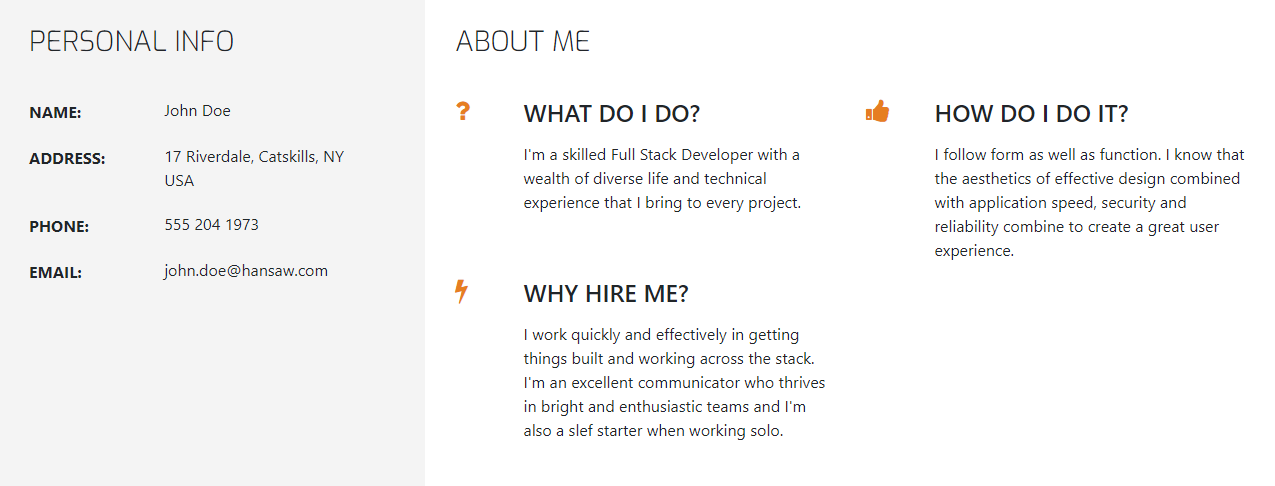 PERSONAL INFO
NAME: John Doe
ADDRESS: 17 Riverdale, Catskills, NY
USA
PHONE: 555 204 1973
EMAIL: john.doe@hansaw.com
ABOUT ME
WHAT DO I DO?
I'm a skilled Full Stack Developer with a
wealth of diverse life and technical
experience that I bring to every project.
HOW DO I DO IT?
I follow form as well as function. I know that
the aesthetics of effective design combined
with application speed, security and
reliability combine to create a great user
experience.
WHY HIRE ME?
I work quickly and effectively in getting
things built and working across the stack.
I'm an excellent communicator who thrives
in bright and enthusiastic teams and I'm
also a slef starter when working solo.